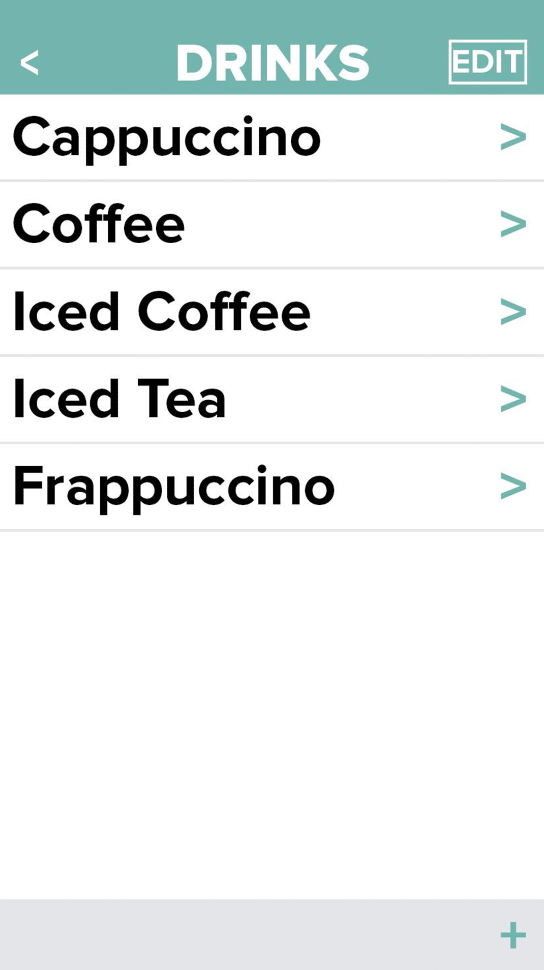 < DRINKS EDIT
Cappuccino >
Coffee >
Iced Coffee >
Iced Tea >
Frappuccino >
+